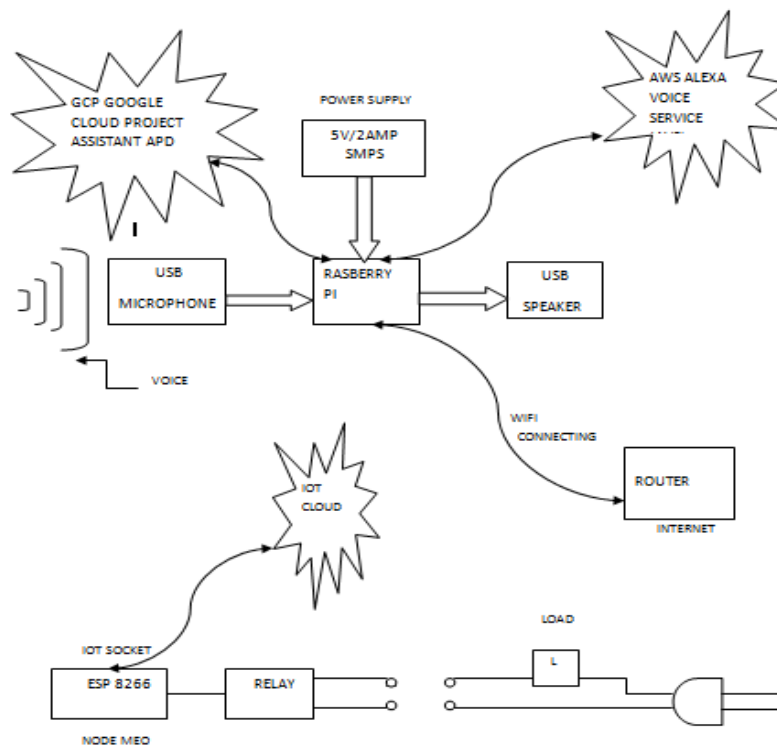 GCP GOOGLE
CLOUD PROJECT
ASSISTANT APD
I
AWS ALEXA
VOICE
SERVICE
POWER SUPPLY
5V/2AMP
SMPS
USB
MICROPHONE
RASBERRY
PI
USB
SPEAKER
VOICE
WIFI
CONNECTING
ROUTER
INTERNET
IOT
CLOUD
IOT SOCKET
ESP 8266
NODE MEO
RELAY
LOAD
L